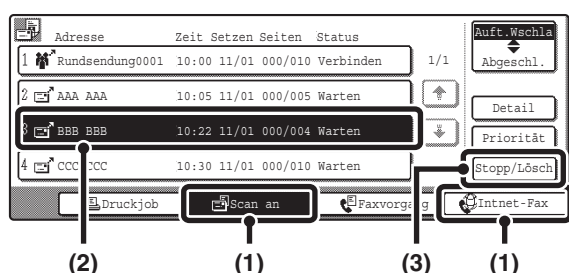 Adresse Zeit Setzen Seiten Status
Auft.Wschla
Abgeschl.
1 Rundsendung0001 10:00 11/01 000/010 Verbinden
1/1
2 AAA AAA 10:05 11/01 000/005 Warten
Detail
3 BBB BBB 10:22 11/01 000/004 Warten
Priorität
4 CCC CCC 10:30 11/01 000/010 Warten
Stopp/Lösch
Druckjob Scan an Faxvorgang Intnet-Fax
(2) (1) (3) (1)